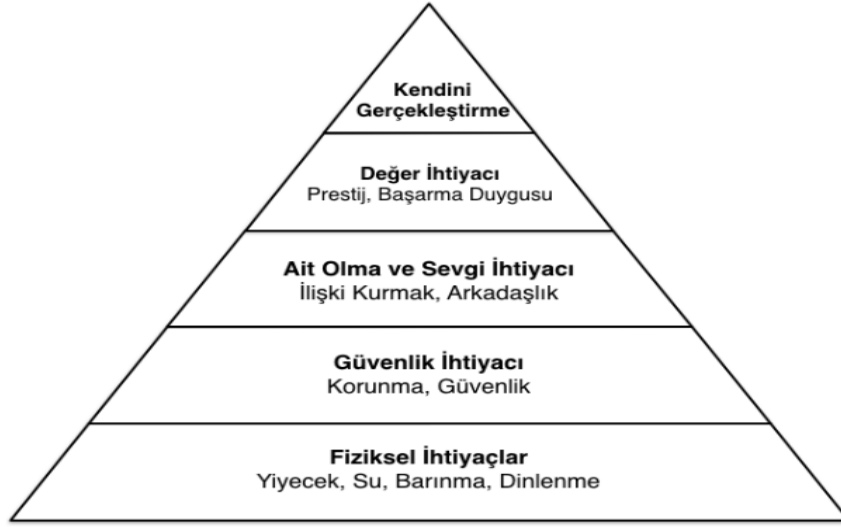 Kendini
Gerçekleştirme
Değer İhtiyacı
Prestij, Başarma Duygusu
Ait Olma ve Sevgi İhtiyacı
İlişki Kurmak, Arkadaşlık
Güvenlik İhtiyacı
Korunma, Güvenlik
Fiziksel İhtiyaçlar
Yiyecek, Su, Barınma, Dinlenme